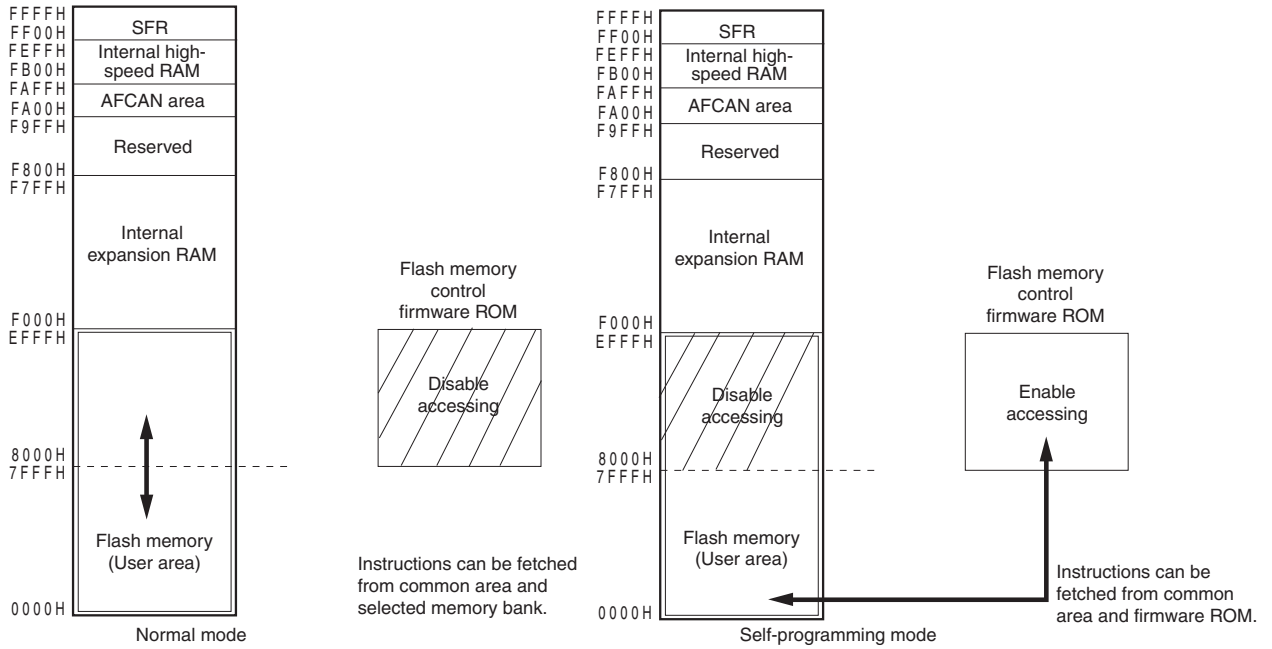 FFFFH
SFR
FF00H
FEFFH
Internal high-
speed RAM
FB00H
FAFFH
AFCAN area
FA00H
F9FFH
Reserved
F800H
F7FFH
Internal
expansion RAM
F000H
EFFFH
8000H
7FFFH
Flash memory
(User area)
0000H
Normal mode
Flash memory
control
firmware ROM
Disable
accessing
Instructions can be fetched
from common area and
selected memory bank.
FFFFH
SFR
FF00H
FEFFH
Internal high-
speed RAM
FB00H
FAFFH
AFCAN area
FA00H
F9FFH
Reserved
F800H
F7FFH
Internal
expansion RAM
F000H
EFFFH
Disable
accessing
8000H
7FFFH
Flash memory
(User area)
0000H
Self-programming mode
Flash memory
control
firmware ROM
Enable
accessing
Instructions can be
fetched from common
area and firmware ROM.